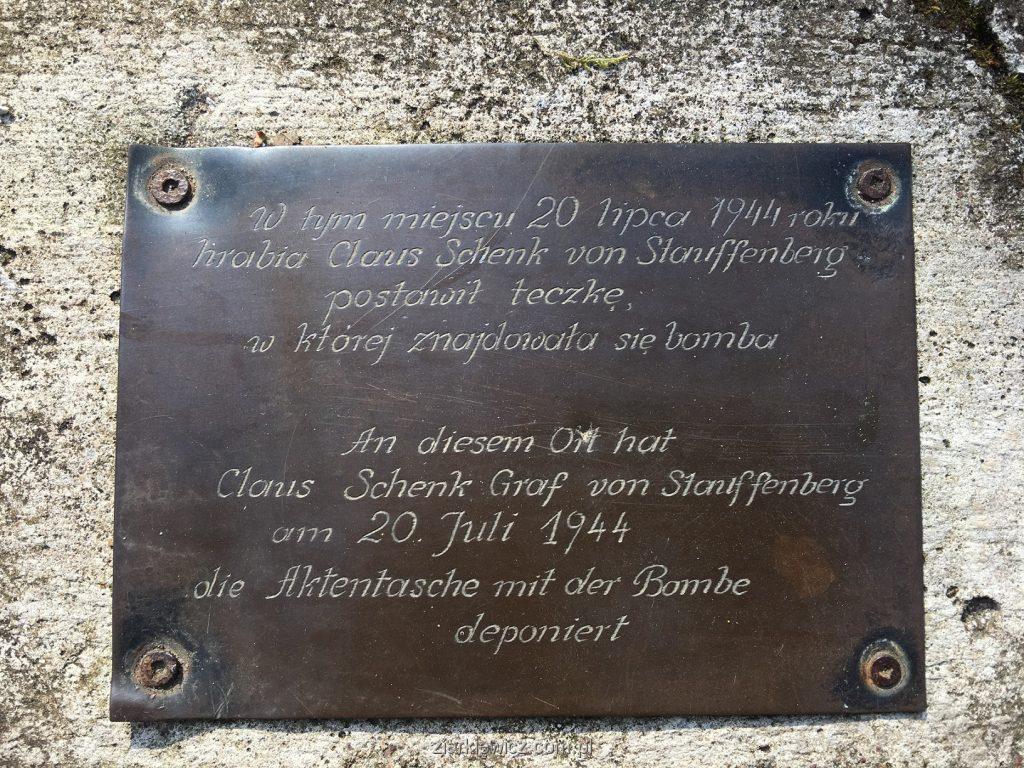 W tym miejscu 20 lipca 1944 roku
hrabia Claus Schenk von Stauffenberg
postawił teczkę,
w której znajdowała się bomba
An diesem Ort hat
Claus Schenk Graf von Stauffenberg
am 20. Juli 1944
die Aktentasche mit der Bombe
deponiert